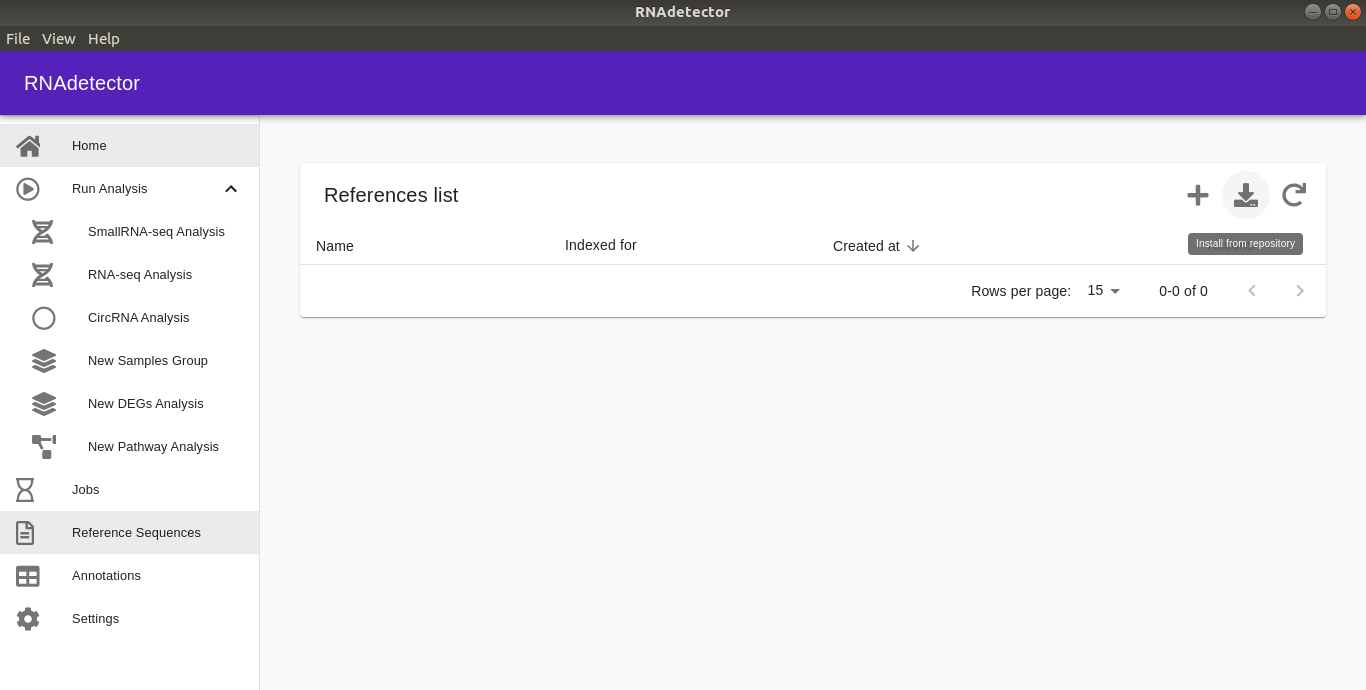 RNAdetector
File View Help
RNAdetector
Home
Run Analysis
SmallRNA-seq Analysis
RNA-seq Analysis
CircRNA Analysis
New Samples Group
New DEGs Analysis
New Pathway Analysis
Jobs
Reference Sequences
Annotations
Settings
References list
Install from repository
Name Indexed for Created at
Rows per page: 15 0-0 of 0